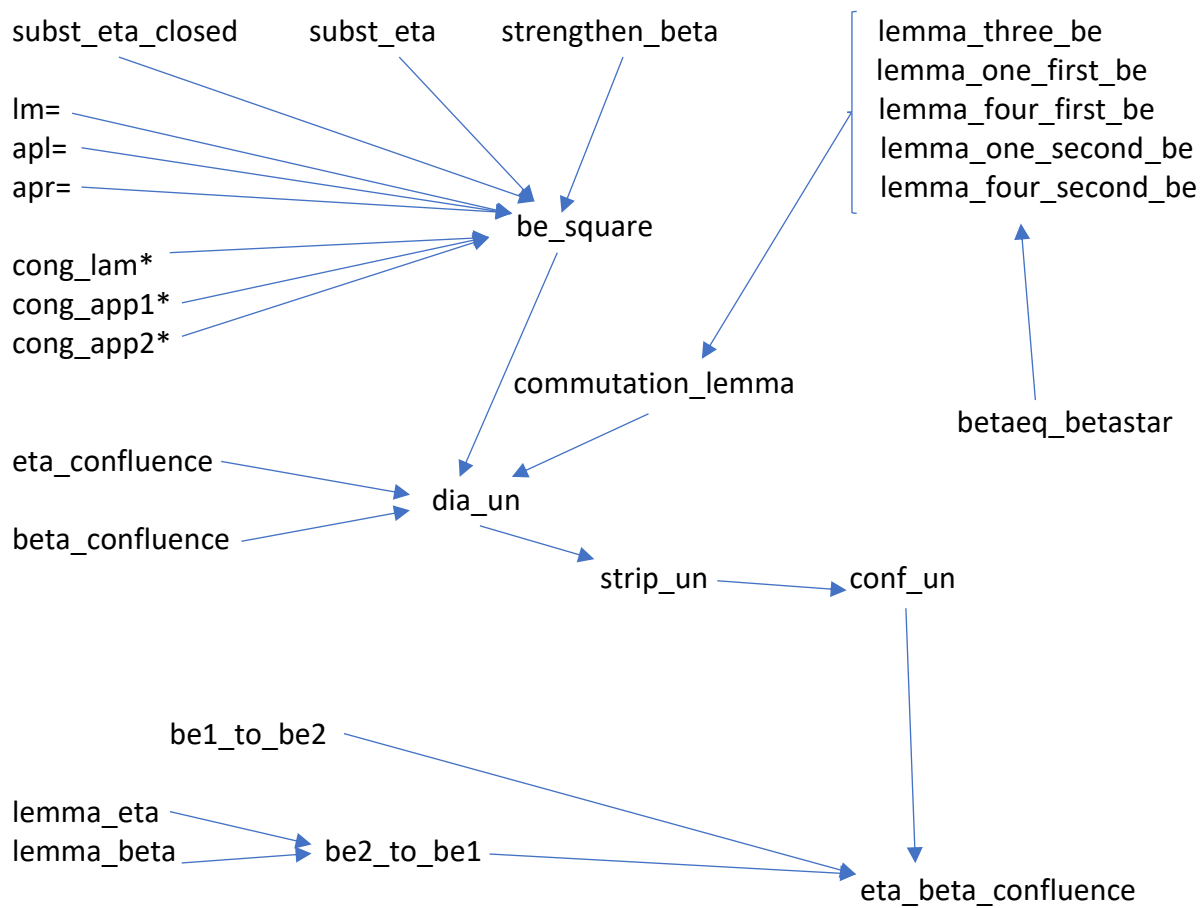 subst_eta_closed
subst_eta
strengthen_beta
lemma_three_be
lemma_one_first_be
lemma_four_first_be
lemma_one_second_be
lemma_four_second_be
lm=
apl=
apr=
be_square
cong_lam*
cong_app1*
cong_app2*
commutation_lemma
betaeq_betastar
eta_confluence
dia_un
beta_confluence
strip_un
conf_un
be1_to_be2
lemma_eta
lemma_beta
be2_to_be1
eta_beta_confluence